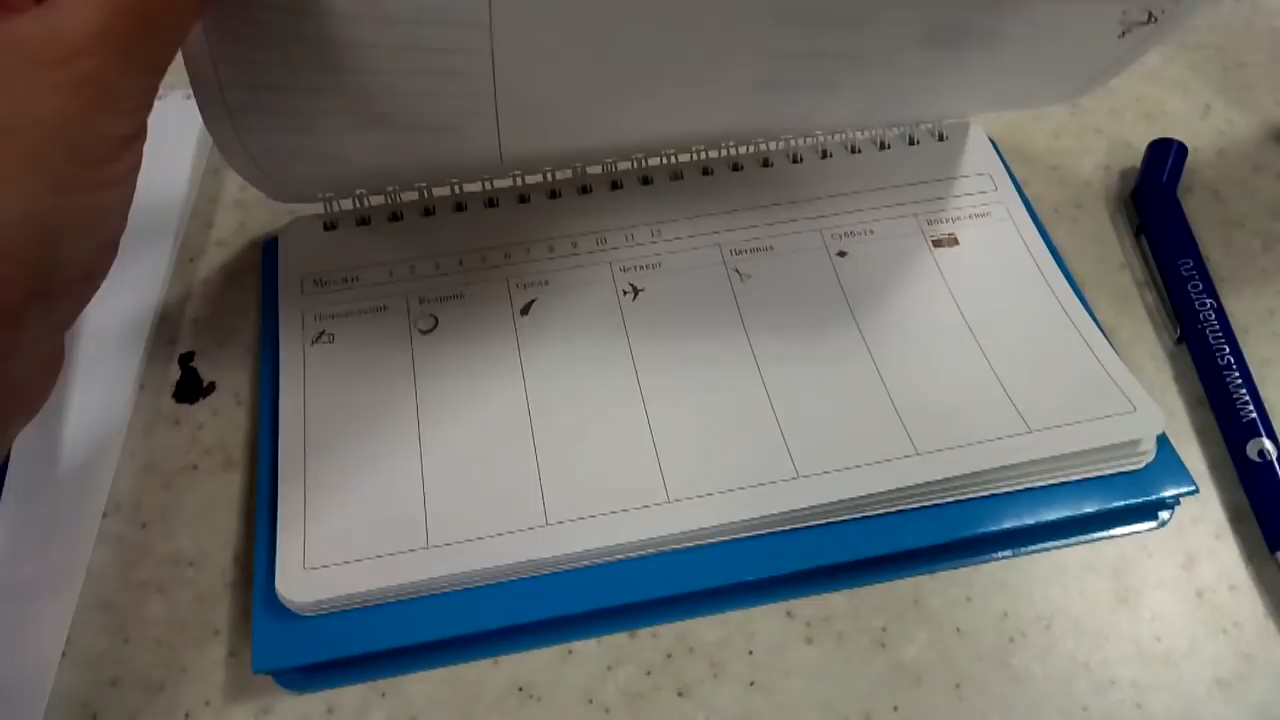 Месяц 1 2 3 4 5 6 7 8 9 10 11 12
Понедельник Вторник Среда Четверг Пятница Суббота Воскресенье
www.sumiagro.ru